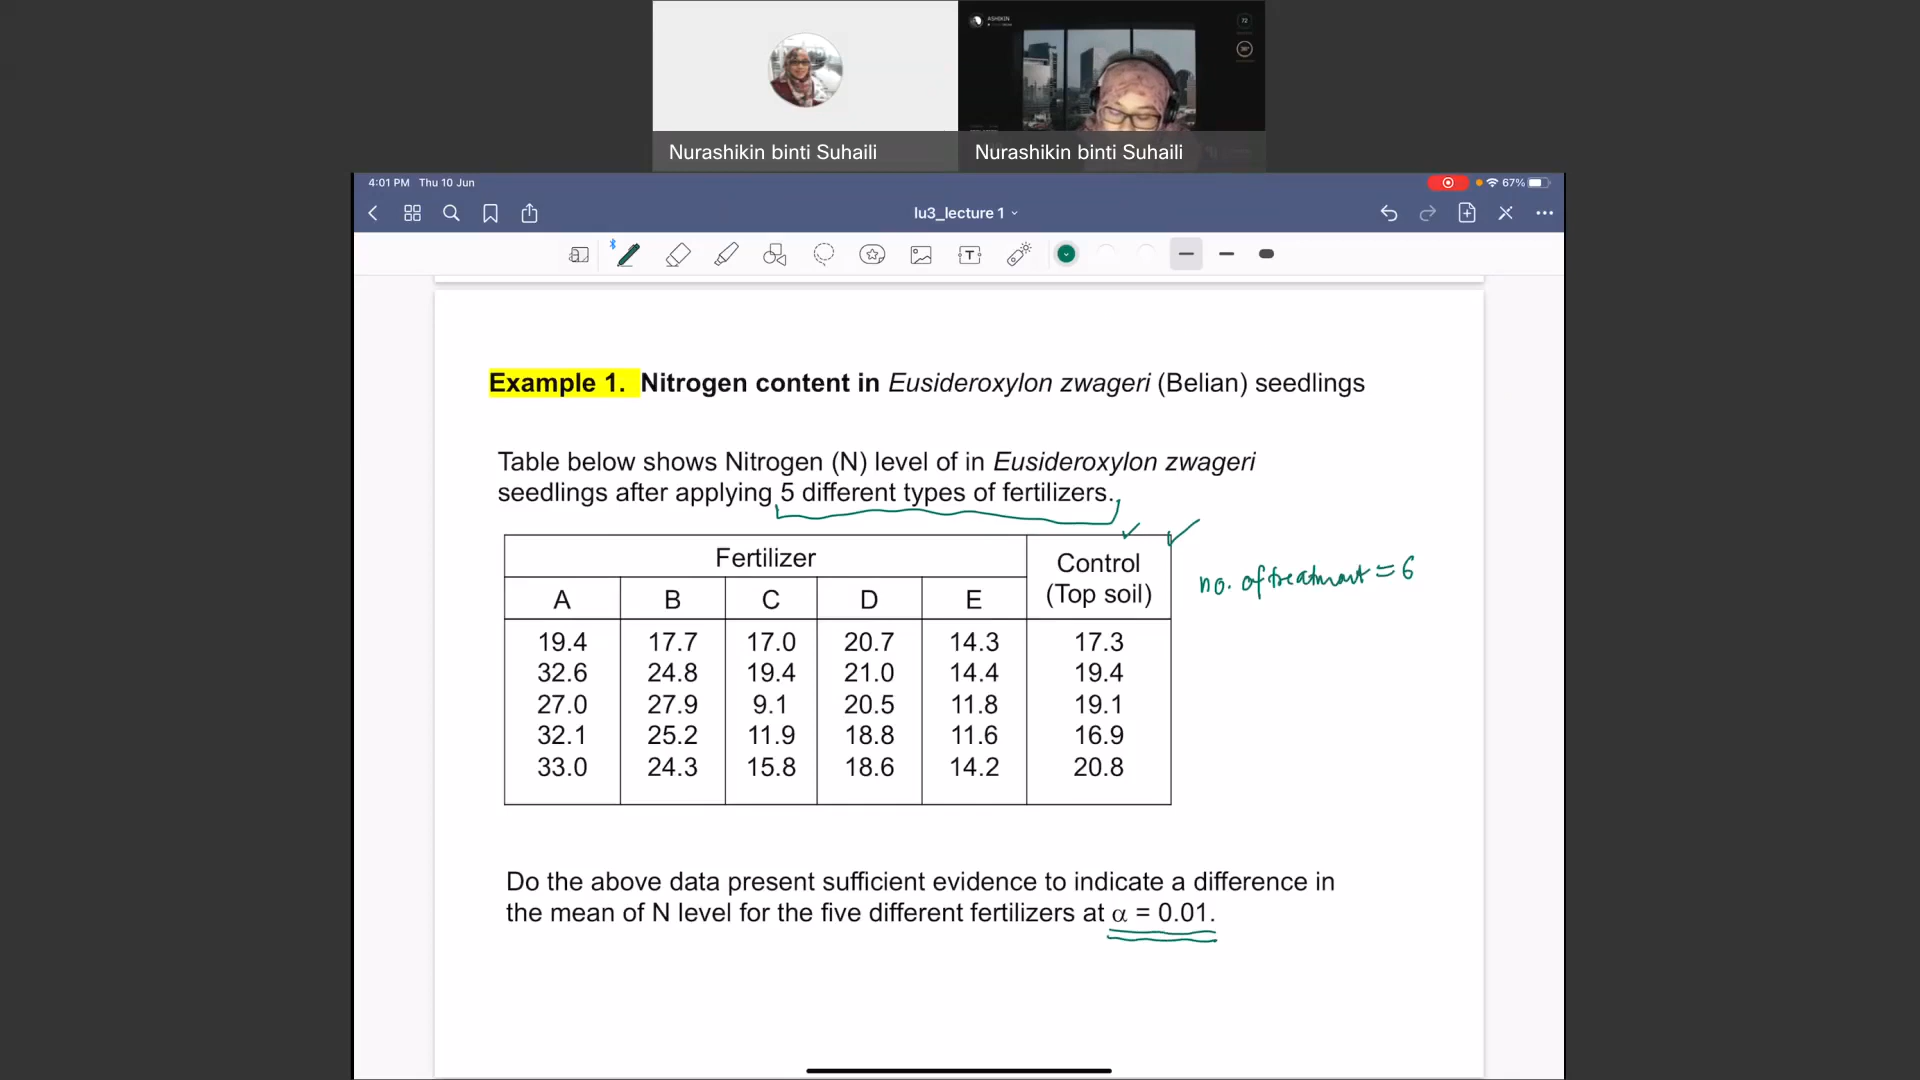 ASHIKIN
72
Nurashikin binti Suhaili
Nurashikin binti Suhaili
4:01 PM Thu 10 Jun
67%
lu3_lecture 1
Example 1. Nitrogen content in Eusideroxylon zwageri (Belian) seedlings
Table below shows Nitrogen (N) level of in Eusideroxylon zwageri
seedlings after applying 5 different types of fertilizers.
Fertilizer Control (Top soil)
no. of treatment = 6
A B C D E
19.4 17.7 17.0 20.7 14.3 17.3
32.6 24.8 19.4 21.0 14.4 19.4
27.0 27.9 9.1 20.5 11.8 19.1
32.1 25.2 11.9 18.8 11.6 16.9
33.0 24.3 15.8 18.6 14.2 20.8
Do the above data present sufficient evidence to indicate a difference in
the mean of N level for the five different fertilizers at α = 0.01.